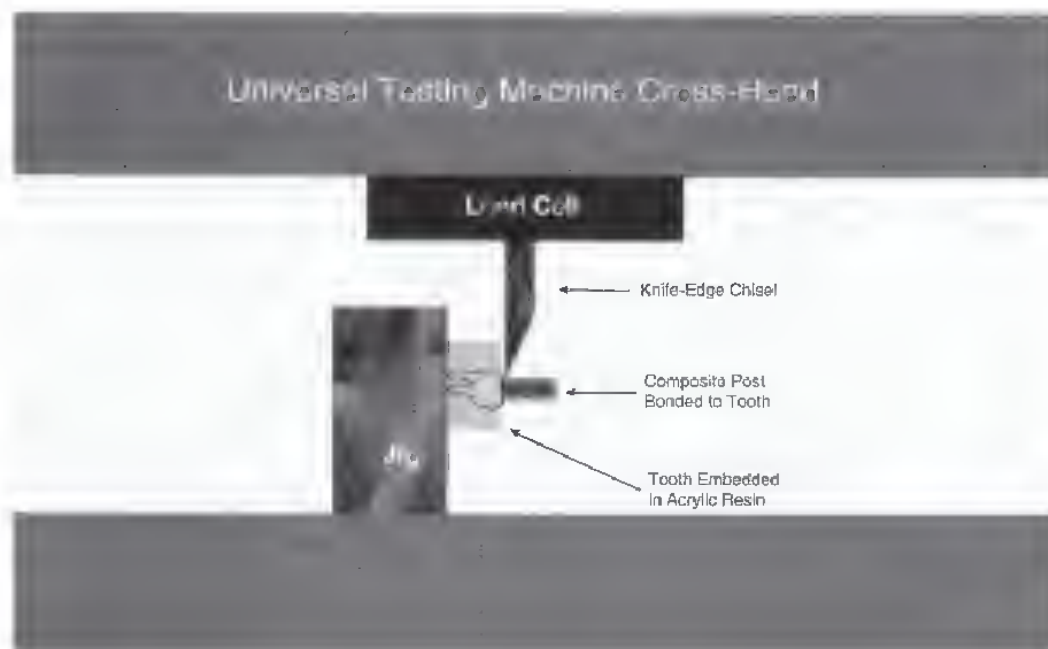 Universal Testing Machine Cross-Head
Load Cell
Knife-Edge Chisel
Composite Post
Bonded to Tooth
Jig
Tooth Embedded
in Acrylic Resin